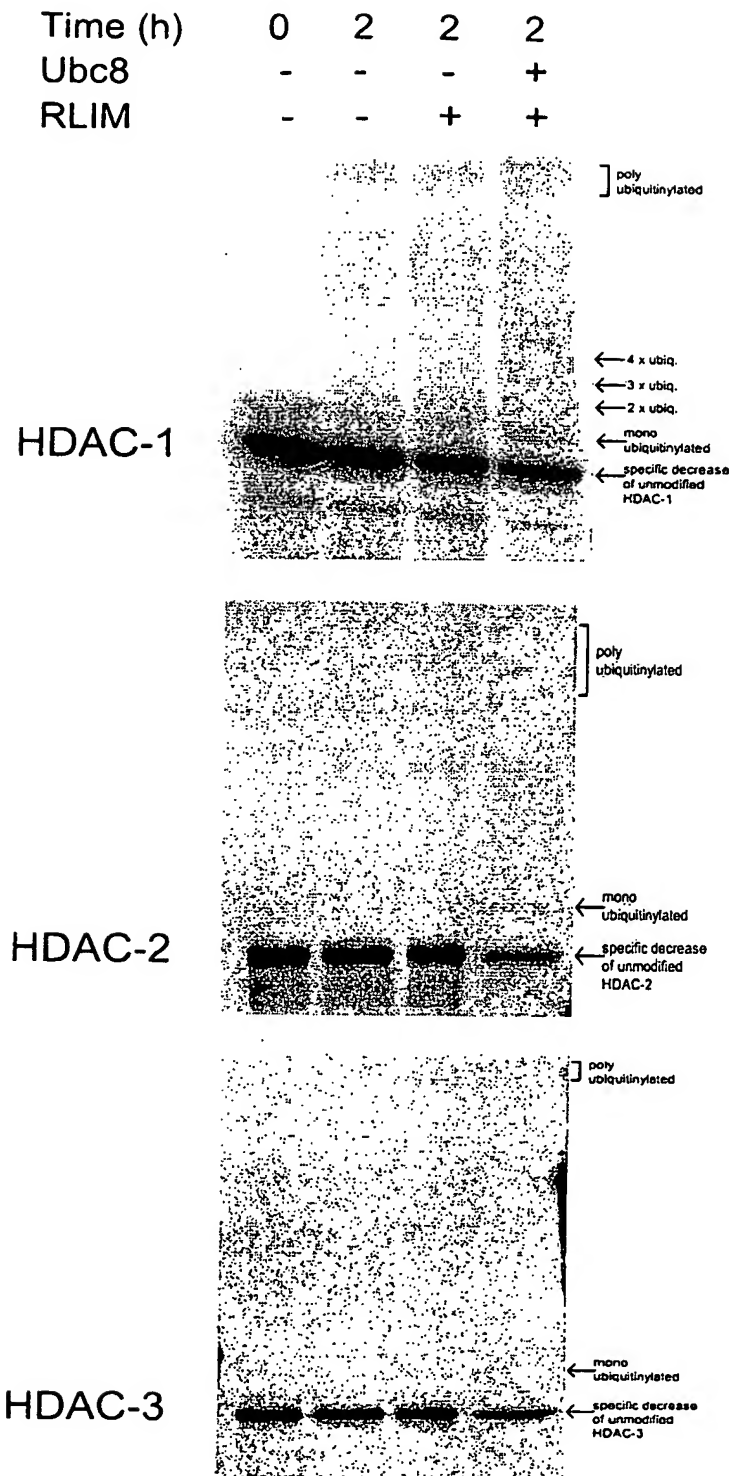 Time (h) 0 2 2 2
Ubc8 - - - +
RLIM - - + +
poly
ubiquitinylated
4 x ubiq.
3 x ubiq.
2 x ubiq.
HDAC-1
mono
ubiquitinylated
specific decrease
of unmodified
HDAC-1
poly
ubiquitinylated
mono
ubiquitinylated
HDAC-2
specific decrease
of unmodified
HDAC-2
poly
ubiquitinylated
mono
ubiquitinylated
HDAC-3
specific decrease
of unmodified
HDAC-3